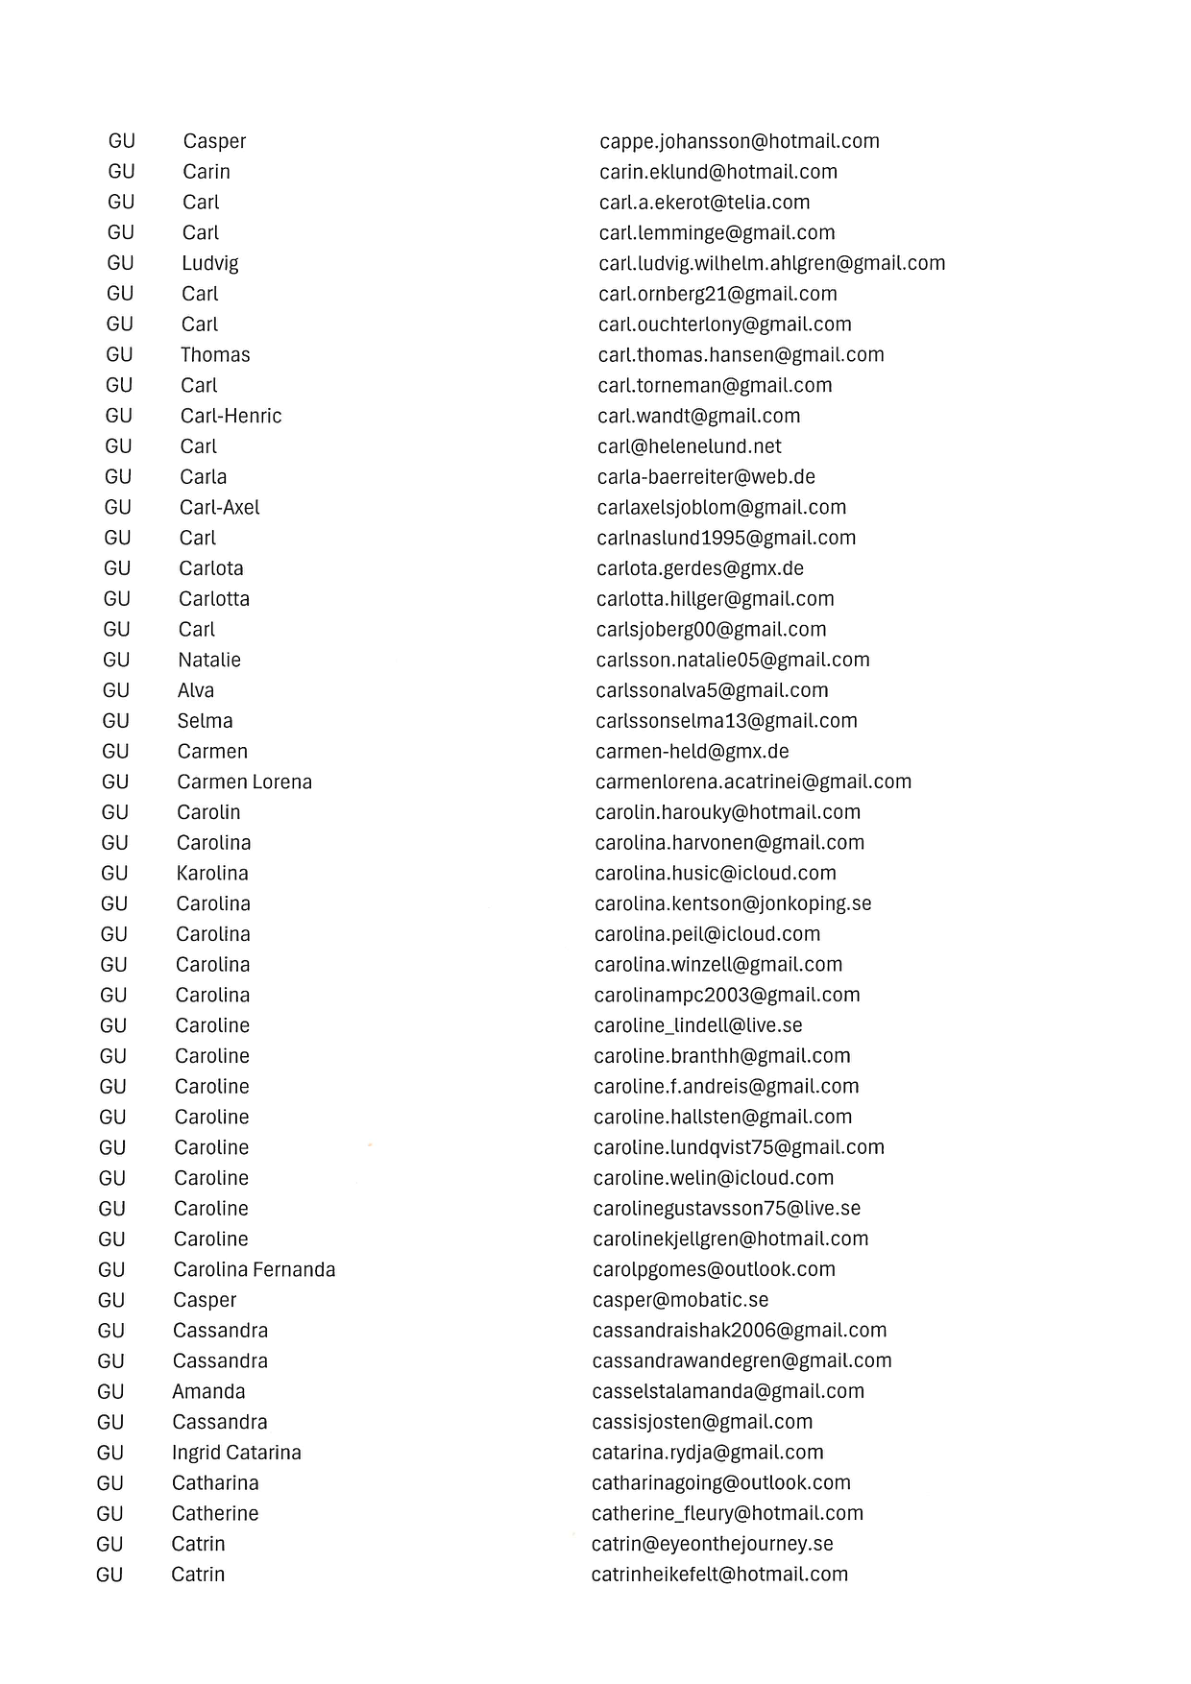 GU Casper cappe.johansson@hotmail.com
GU Carin carin.eklund@hotmail.com
GU Carl carl.a.ekerot@telia.com
GU Carl carl.lemminge@gmail.com
GU Ludvig carl.ludvig.wilhelm.ahlgren@gmail.com
GU Carl carl.ornberg21@gmail.com
GU Carl carl.ouchterlony@gmail.com
GU Thomas carl.thomas.hansen@gmail.com
GU Carl carl.torneman@gmail.com
GU Carl-Henric carl.wandt@gmail.com
GU Carl carl@helenelund.net
GU Carla carla-baerreiter@web.de
GU Carl-Axel carlaxelsjoblom@gmail.com
GU Carl carlnaslund1995@gmail.com
GU Carlota carlota.gerdes@gmx.de
GU Carlotta carlotta.hillger@gmail.com
GU Carl carlsjoberg00@gmail.com
GU Natalie carlsson.natalie05@gmail.com
GU Alva carlssonalva5@gmail.com
GU Selma carlssonselma13@gmail.com
GU Carmen carmen-held@gmx.de
GU Carmen Lorena carmenlorena.acatrinei@gmail.com
GU Carolin carolin.harouky@hotmail.com
GU Carolina carolina.harvonen@gmail.com
GU Karolina carolina.husic@icloud.com
GU Carolina carolina.kentson@jonkoping.se
GU Carolina carolina.peil@icloud.com
GU Carolina carolina.winzell@gmail.com
GU Carolina carolinampc2003@gmail.com
GU Caroline caroline_lindell@live.se
GU Caroline caroline.branthh@gmail.com
GU Caroline caroline.f.andreis@gmail.com
GU Caroline caroline.hallsten@gmail.com
GU Caroline caroline.lundqvist75@gmail.com
GU Caroline caroline.welin@icloud.com
GU Caroline carolinegustavsson75@live.se
GU Caroline carolinekjellgren@hotmail.com
GU Carolina Fernanda carolpgomes@outlook.com
GU Casper casper@mobatic.se
GU Cassandra cassandraishak2006@gmail.com
GU Cassandra cassandrawandegren@gmail.com
GU Amanda casselstalamanda@gmail.com
GU Cassandra cassisjosten@gmail.com
GU Ingrid Catarina catarina.rydja@gmail.com
GU Catharina catharinagoing@outlook.com
GU Catherine catherine_fleury@hotmail.com
GU Catrin catrin@eyeonthejourney.se
GU Catrin catrinheikefelt@hotmail.com